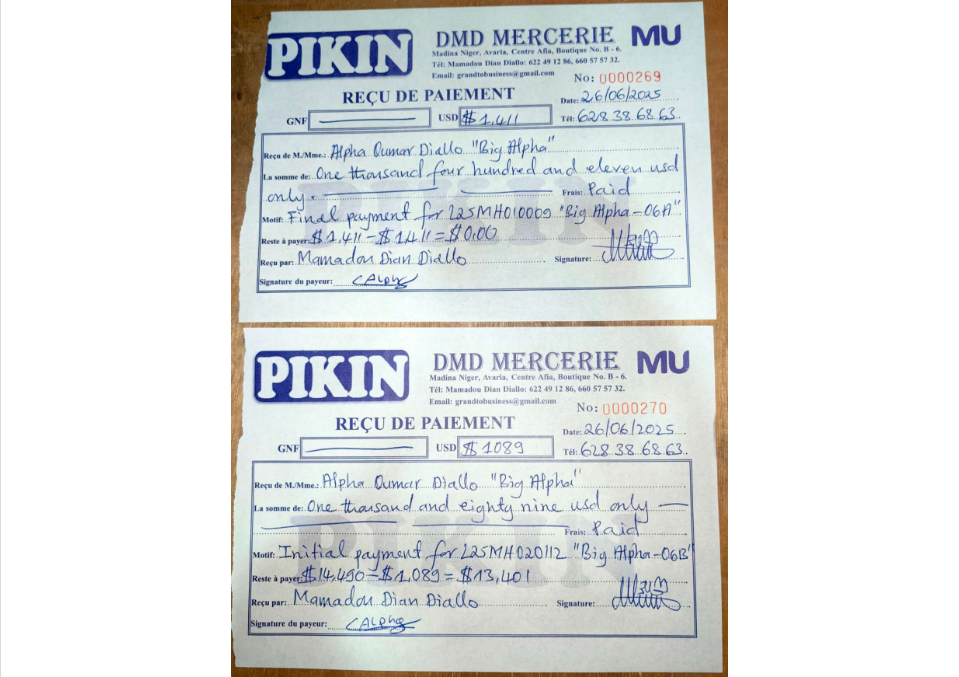 PIKIN
DMD MERCERIE MU
Madina Niger, Avaria, Centre Afia, Boutique No. B - 6.
Tél: Mamadou Dian Diallo: 622 49 12 86, 660 57 57 32.
Email: grandtobusiness@gmail.com
No: 0000269
REÇU DE PAIEMENT
Date: 26/06/2025
GNF USD $1,411 Tél: 628 38 68 63.
Reçu de M./Mme.: Alpha Oumar Diallo "Big Alpha"
La somme de: One thousand four hundred and eleven usd
only. Frais: Paid
Motif: Final payment for L25MH010009 "Big Alpha-06A"
Reste à payer: $1,411 - $1,411 = $0.00
Reçu par: Mamadou Dian Diallo Signature:
Signature du payeur: Alpha
PIKIN
PIKIN
DMD MERCERIE MU
Madina Niger, Avaria, Centre Afia, Boutique No. B - 6.
Tél: Mamadou Dian Diallo: 622 49 12 86, 660 57 57 32.
Email: grandtobusiness@gmail.com
No: 0000270
REÇU DE PAIEMENT
Date: 26/06/2025
GNF USD $1089 Tél: 628 38 68 63.
Reçu de M./Mme.: Alpha Oumar Diallo "Big Alpha"
La somme de: One thousand and eighty nine usd only
Frais: Paid
Motif: Initial payment for L25MH020112 "Big Alpha-06B"
Reste à payer: $14,490 - $1,089 = $13,401
Reçu par: Mamadou Dian Diallo Signature:
Signature du payeur: Alpha
PIKIN